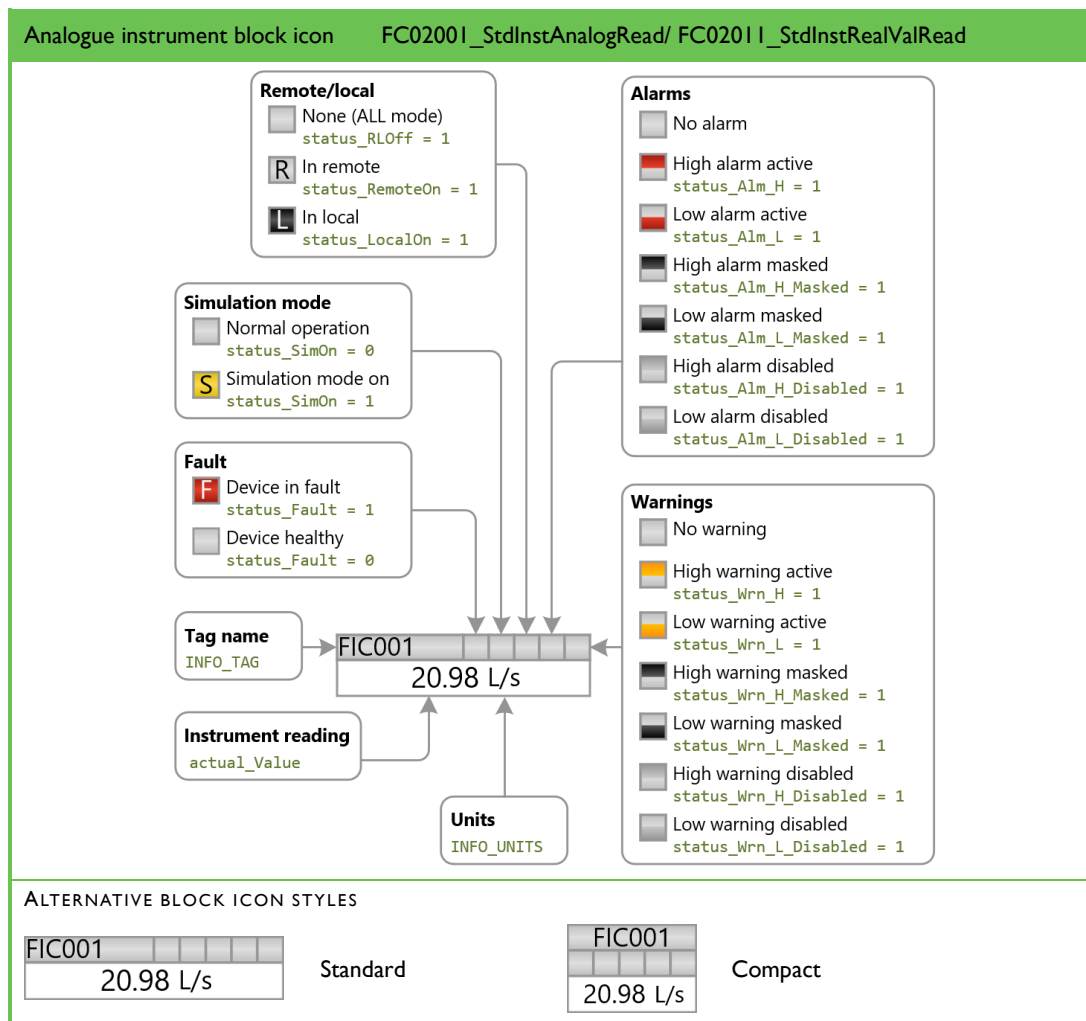 Analogue instrument block icon FC02001_StdInstAnalogRead/ FC02011_StdInstRealValRead
Remote/local
None (ALL mode)
status_RLOff = 1
R In remote
status_RemoteOn = 1
L In local
status_LocalOn = 1
Simulation mode
Normal operation
status_SimOn = 0
S Simulation mode on
status_SimOn = 1
Fault
F Device in fault
status_Fault = 1
Device healthy
status_Fault = 0
Tag name
INFO_TAG
Instrument reading
actual_Value
Units
INFO_UNITS
FIC001
20.98 L/s
Alarms
No alarm
High alarm active
status_Alm_H = 1
Low alarm active
status_Alm_L = 1
High alarm masked
status_Alm_H_Masked = 1
Low alarm masked
status_Alm_L_Masked = 1
High alarm disabled
status_Alm_H_Disabled = 1
Low alarm disabled
status_Alm_L_Disabled = 1
Warnings
No warning
High warning active
status_Wrn_H = 1
Low warning active
status_Wrn_L = 1
High warning masked
status_Wrn_H_Masked = 1
Low warning masked
status_Wrn_L_Masked = 1
High warning disabled
status_Wrn_H_Disabled = 1
Low warning disabled
status_Wrn_L_Disabled = 1
ALTERNATIVE BLOCK ICON STYLES
FIC001
20.98 L/s
Standard
FIC001
20.98 L/s
Compact